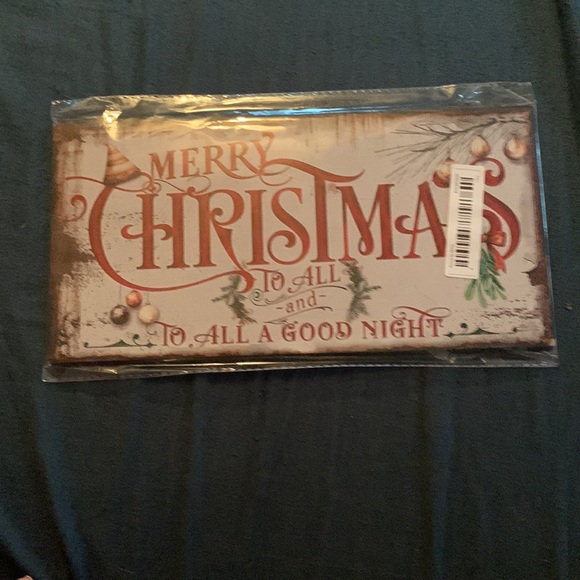 MERRY
CHRISTMAS
TO ALL
-and-
TO ALL A GOOD NIGHT